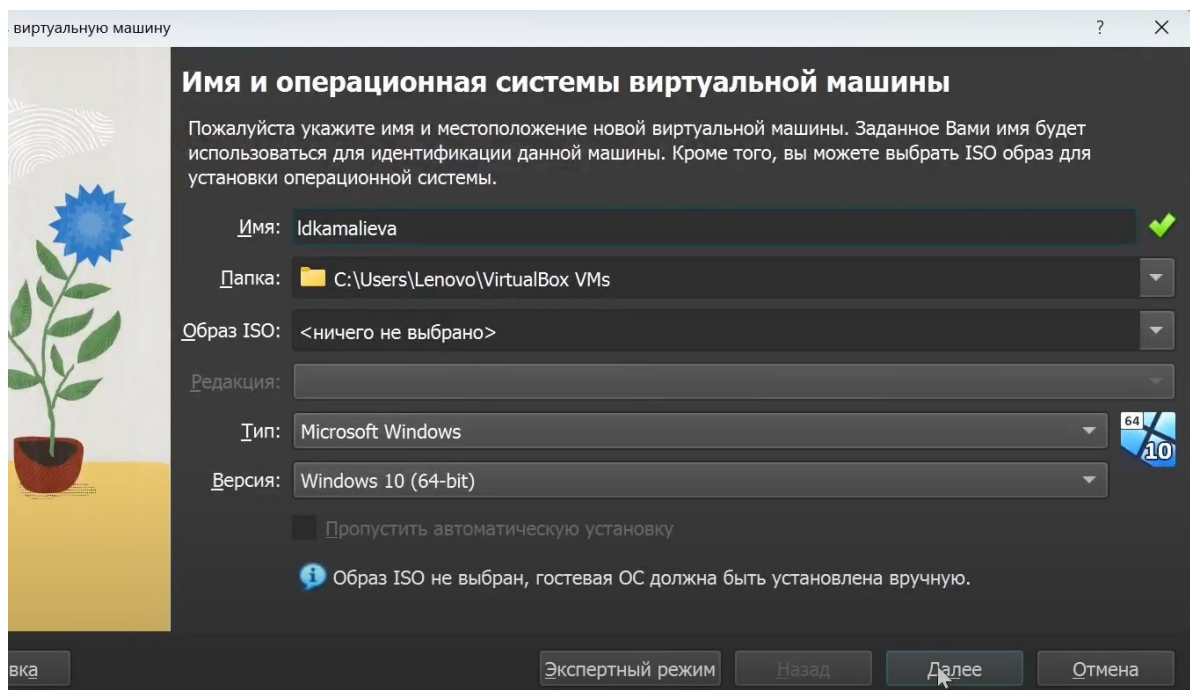 виртуальную машину ?
Имя и операционная системы виртуальной машины
Пожалуйста укажите имя и местоположение новой виртуальной машины. Заданное Вами имя будет
использоваться для идентификации данной машины. Кроме того, вы можете выбрать ISO образ для
установки операционной системы.
Имя: ldkamalieva
Папка: C:\Users\Lenovo\VirtualBox VMs
Образ ISO: <ничего не выбрано>
Редакция:
Тип: Microsoft Windows
64
10
Версия: Windows 10 (64-bit)
Пропустить автоматическую установку
Образ ISO не выбран, гостевая ОС должна быть установлена вручную.
вка Экспертный режим Назад Далее Отмена